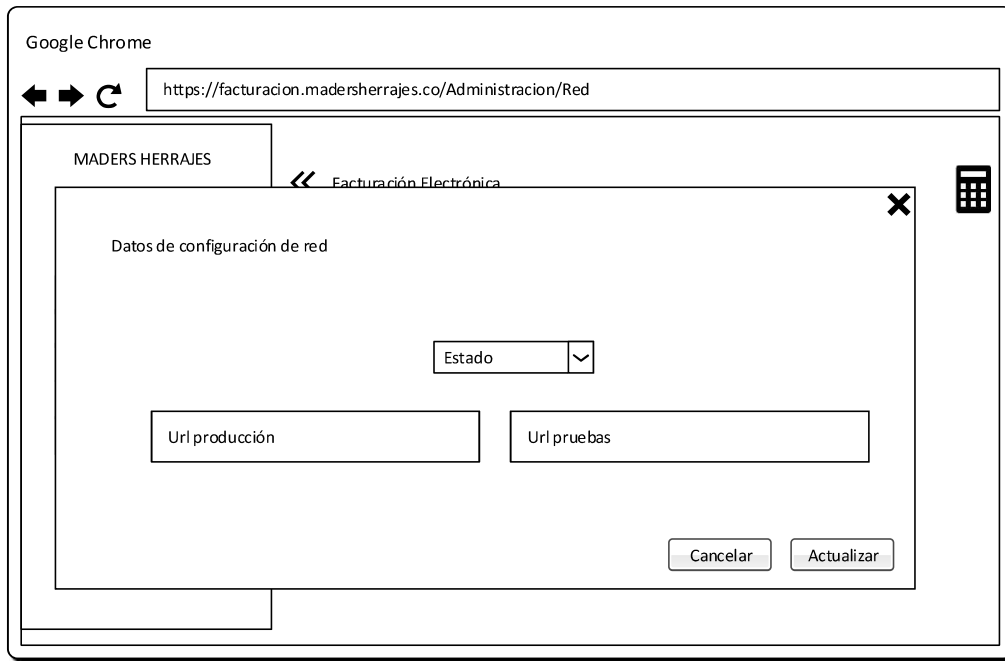 Google Chrome
https://facturacion.madersherrajes.co/Administracion/Red
MADERS HERRAJES
Facturación Electrónica
Datos de configuración de red
Estado
Url producción
Url pruebas
Cancelar
Actualizar